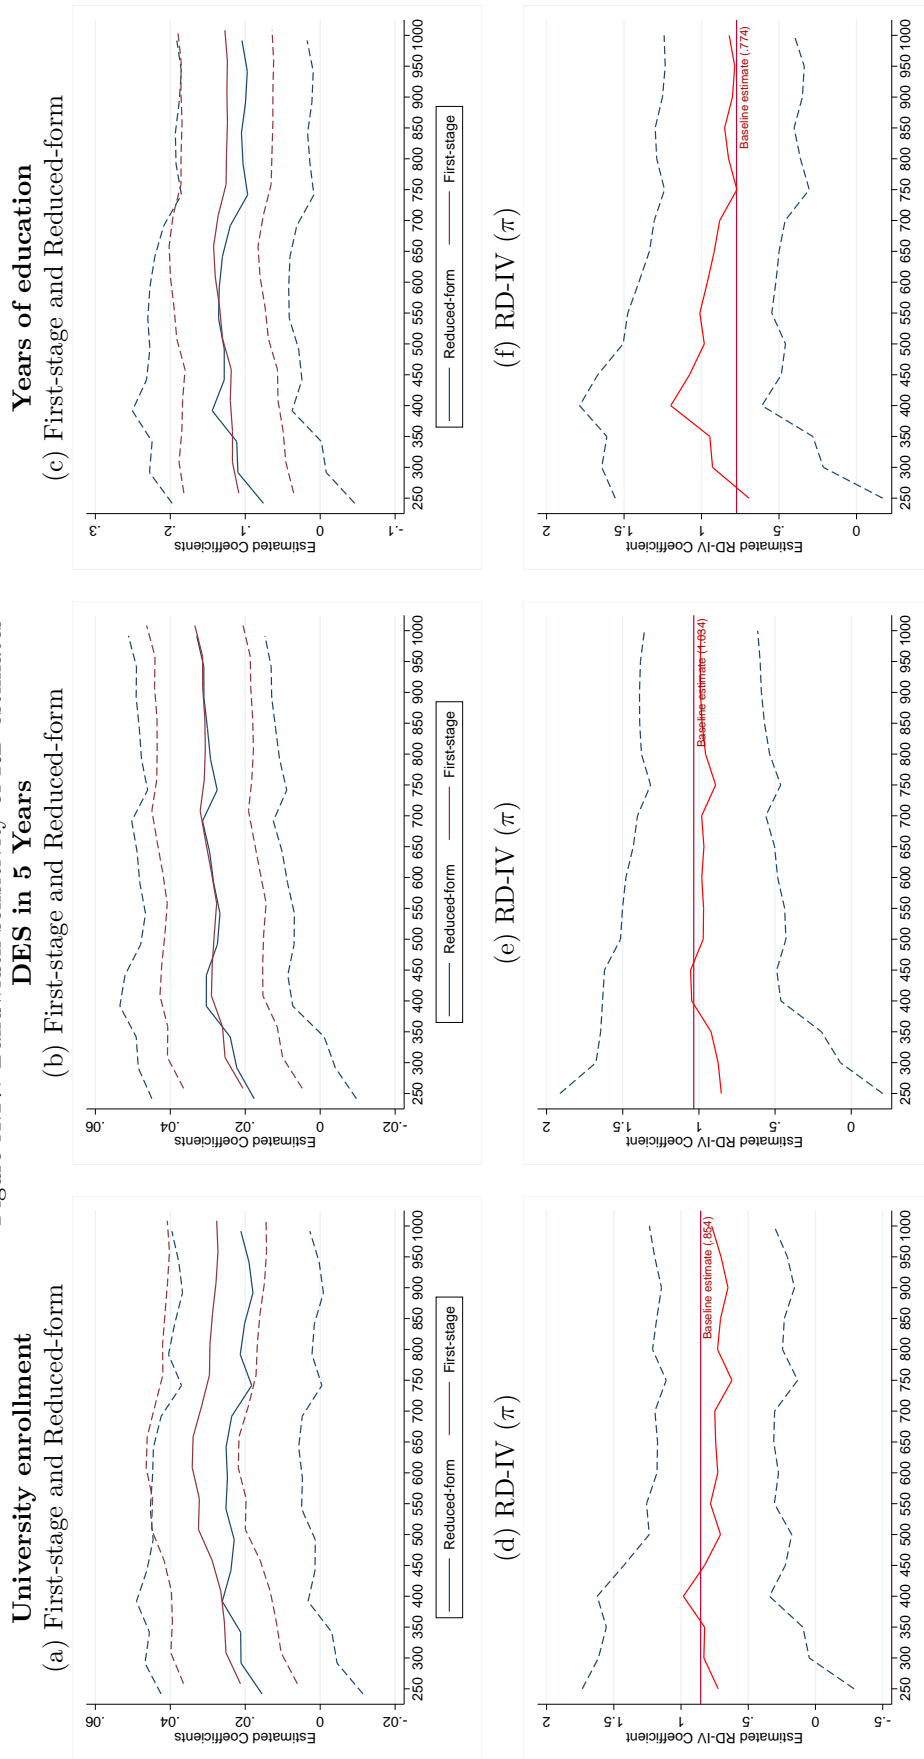 University enrollment
(a) First-stage and Reduced-form
Estimated Coefficients
.06
.04
.02
0
-.02
250 300 350 400 450 500 550 600 650 700 750 800 850 900 950 1000
Reduced-form First-stage
DES in 5 Years
(b) First-stage and Reduced-form
Estimated Coefficients
.06
.04
.02
0
-.02
250 300 350 400 450 500 550 600 650 700 750 800 850 900 950 1000
Reduced-form First-stage
Years of education
(c) First-stage and Reduced-form
Estimated Coefficients
.3
.2
.1
0
-.1
250 300 350 400 450 500 550 600 650 700 750 800 850 900 950 1000
Reduced-form First-stage
(d) RD-IV (π)
Estimated RD-IV Coefficient
2
1.5
1
.5
0
-.5
Baseline estimate (.854)
250 300 350 400 450 500 550 600 650 700 750 800 850 900 950 1000
(e) RD-IV (π)
Estimated RD-IV Coefficient
2
1.5
1
.5
0
Baseline estimate (1.034)
250 300 350 400 450 500 550 600 650 700 750 800 850 900 950 1000
(f) RD-IV (π)
Estimated RD-IV Coefficient
2
1.5
1
.5
0
Baseline estimate (.774)
250 300 350 400 450 500 550 600 650 700 750 800 850 900 950 1000